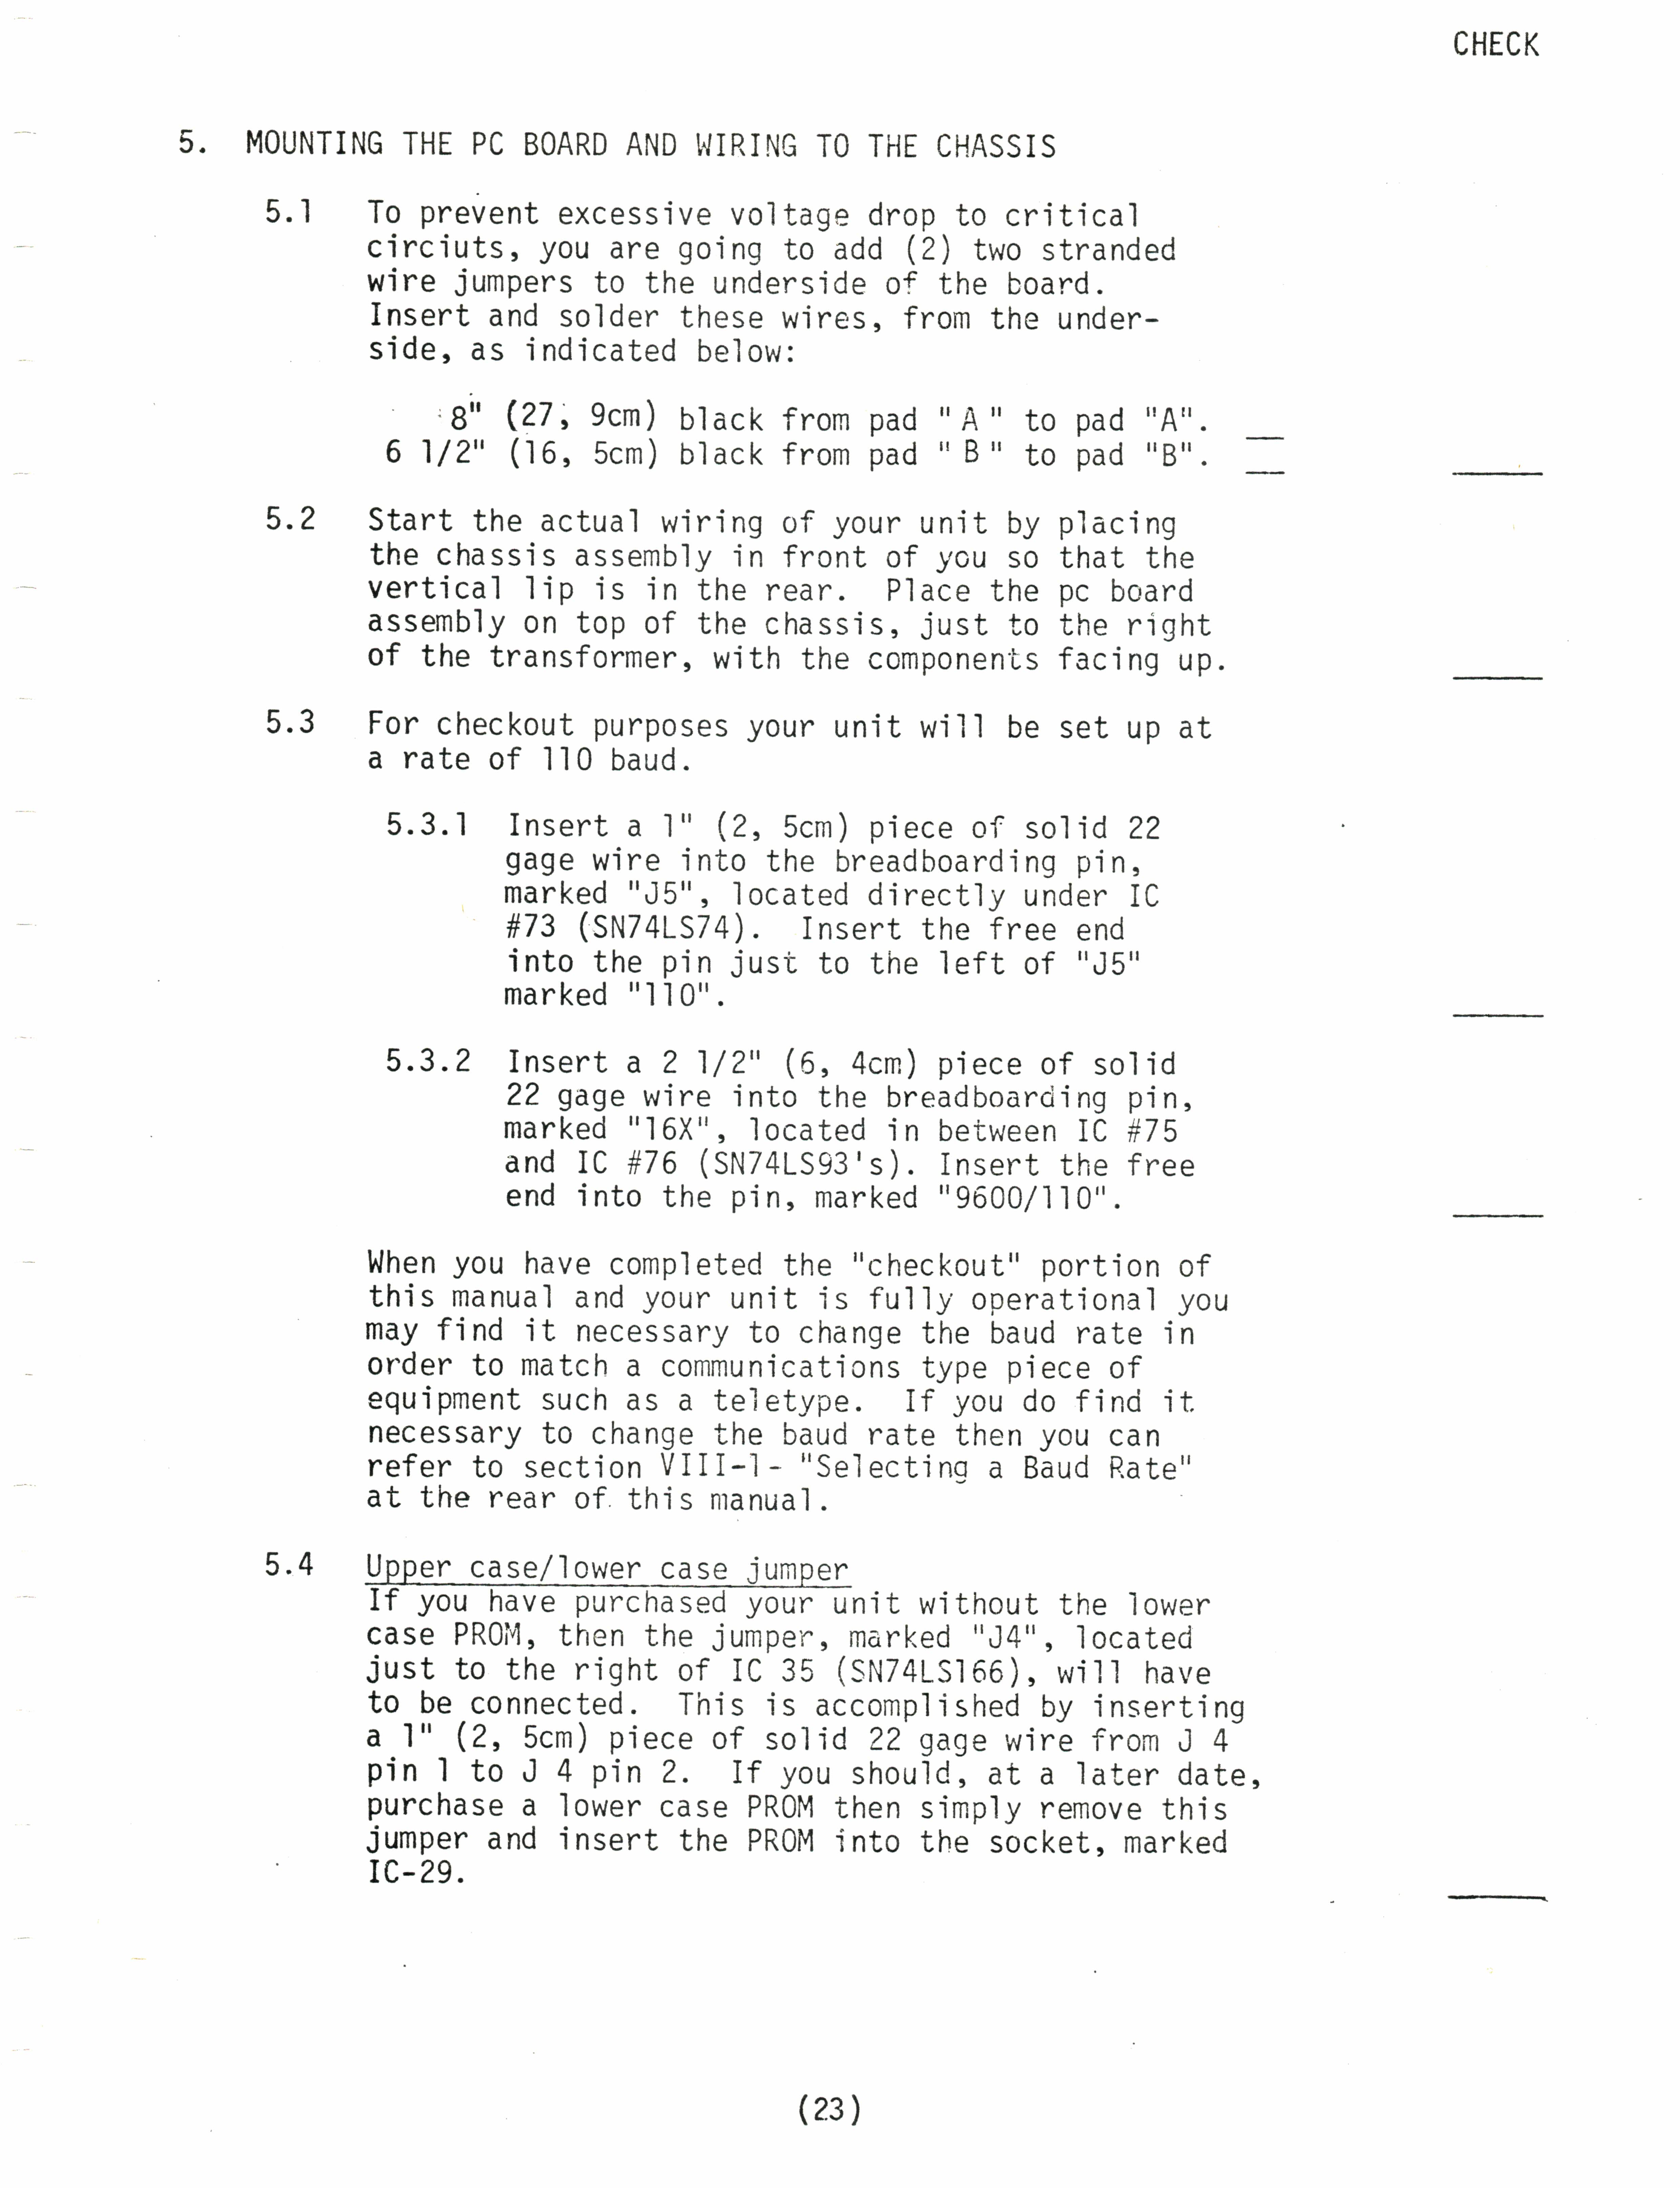 CHECK
5. MOUNTING THE PC BOARD AND WIRING TO THE CHASSIS
5.1 To prevent excessive voltage drop to critical
circiuts, you are going to add (2) two stranded
wire jumpers to the underside of the board.
Insert and solder these wires, from the under-
side, as indicated below:
8" (27, 9cm) black from pad "A" to pad "A".
6 1/2" (16, 5cm) black from pad "B" to pad "B".
5.2 Start the actual wiring of your unit by placing
the chassis assembly in front of you so that the
vertical lip is in the rear. Place the pc board
assembly on top of the chassis, just to the right
of the transformer, with the components facing up.
5.3 For checkout purposes your unit will be set up at
a rate of 110 baud.
5.3.1 Insert a 1" (2, 5cm) piece of solid 22
gage wire into the breadboarding pin,
marked "J5", located directly under IC
#73 (SN74LS74). Insert the free end
into the pin just to the left of "J5"
marked "110".
5.3.2 Insert a 2 1/2" (6, 4cm) piece of solid
22 gage wire into the breadboarding pin,
marked "16X", located in between IC #75
and IC #76 (SN74LS93's). Insert the free
end into the pin, marked "9600/110".
When you have completed the "checkout" portion of
this manual and your unit is fully operational you
may find it necessary to change the baud rate in
order to match a communications type piece of
equipment such as a teletype. If you do find it
necessary to change the baud rate then you can
refer to section VIII-1- "Selecting a Baud Rate"
at the rear of this manual.
5.4 Upper case/lower case jumper
If you have purchased your unit without the lower
case PROM, then the jumper, marked "J4", located
just to the right of IC 35 (SN74LS166), will have
to be connected. This is accomplished by inserting
a 1" (2, 5cm) piece of solid 22 gage wire from J 4
pin 1 to J 4 pin 2. If you should, at a later date,
purchase a lower case PROM then simply remove this
jumper and insert the PROM into the socket, marked
IC-29.
(23)